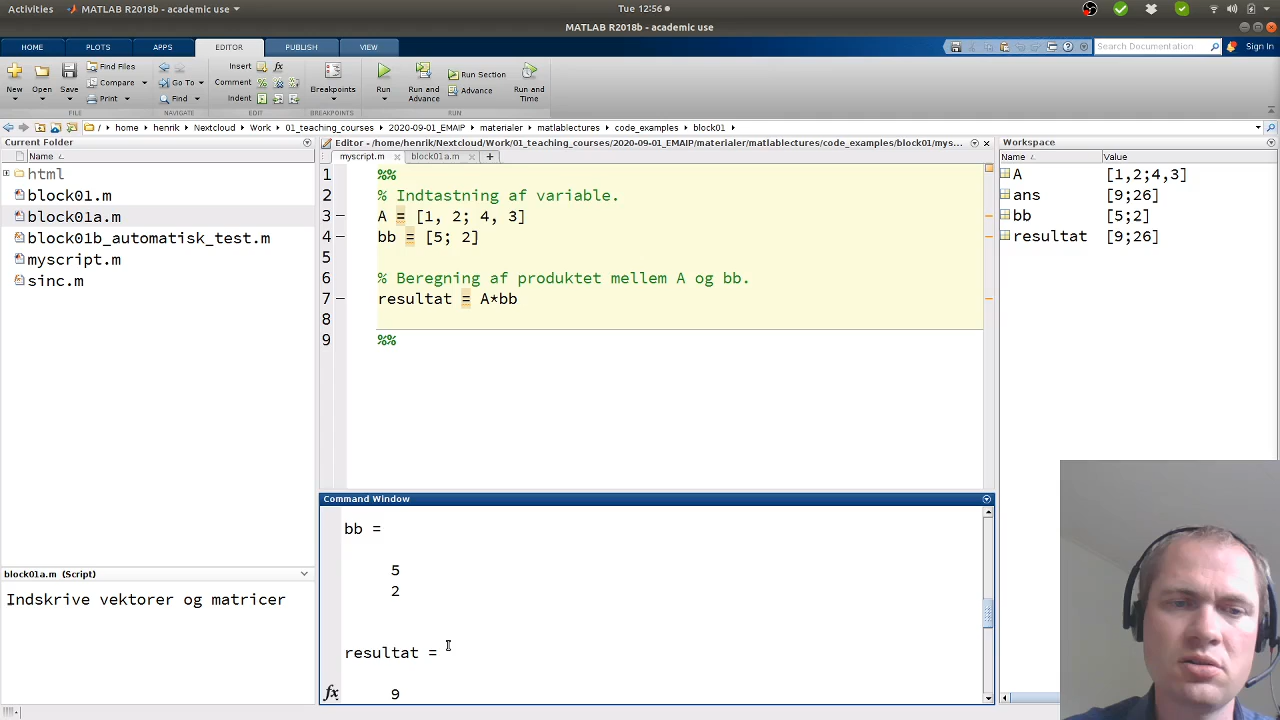 Activities MATLAB R2018b - academic use Tue 12:56
MATLAB R2018b - academic use
HOME PLOTS APPS EDITOR PUBLISH VIEW Search Documentation Sign In
New Open Save Find Files Compare Print Go To Find Insert Comment Indent Breakpoints Run Run and Advance Run Section Advance Run and Time
FILE NAVIGATE EDIT BREAKPOINTS RUN
/ home henrik Nextcloud Work 01_teaching_courses 2020-09-01_EMAIP materialer matlablectures code_examples block01
Current Folder
Name
html
block01.m
block01a.m
block01b_automatisk_test.m
myscript.m
sinc.m
block01a.m (Script)
Indskrive vektorer og matricer
Editor - /home/henrik/Nextcloud/Work/01_teaching_courses/2020-09-01_EMAIP/materialer/matlablectures/code_examples/block01/mys...
myscript.m block01a.m
1 %%
2 % Indtastning af variable.
3 A = [1, 2; 4, 3]
4 bb = [5; 2]
5
6 % Beregning af produktet mellem A og bb.
7 resultat = A*bb
8
9 %%
Command Window
bb =
5
2
resultat =
fx 9
Workspace
Name Value
A [1,2;4,3]
ans [9;26]
bb [5;2]
resultat [9;26]